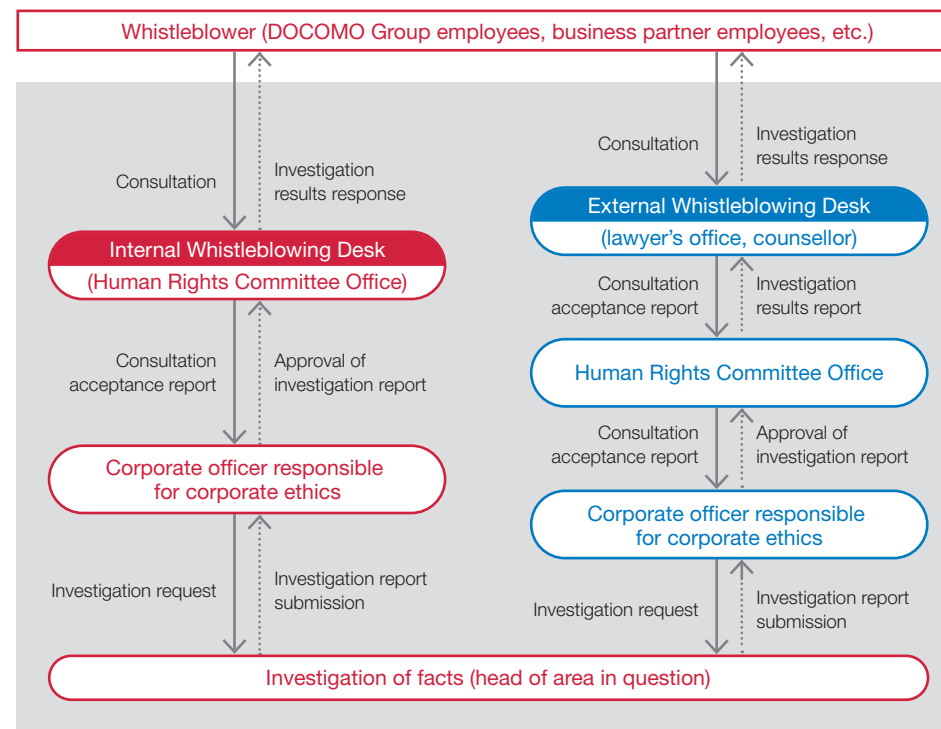 Whistleblower (DOCOMO Group employees, business partner employees, etc.)
Consultation
Investigation
results response
Internal Whistleblowing Desk
(Human Rights Committee Office)
Consultation
acceptance report
Approval of
investigation report
Corporate officer responsible
for corporate ethics
Investigation request
Investigation report
submission
Consultation
Investigation
results response
External Whistleblowing Desk
(lawyer's office, counsellor)
Consultation
acceptance report
Investigation
results report
Human Rights Committee Office
Consultation
acceptance report
Approval of
investigation report
Corporate officer responsible
for corporate ethics
Investigation request
Investigation report
submission
Investigation of facts (head of area in question)